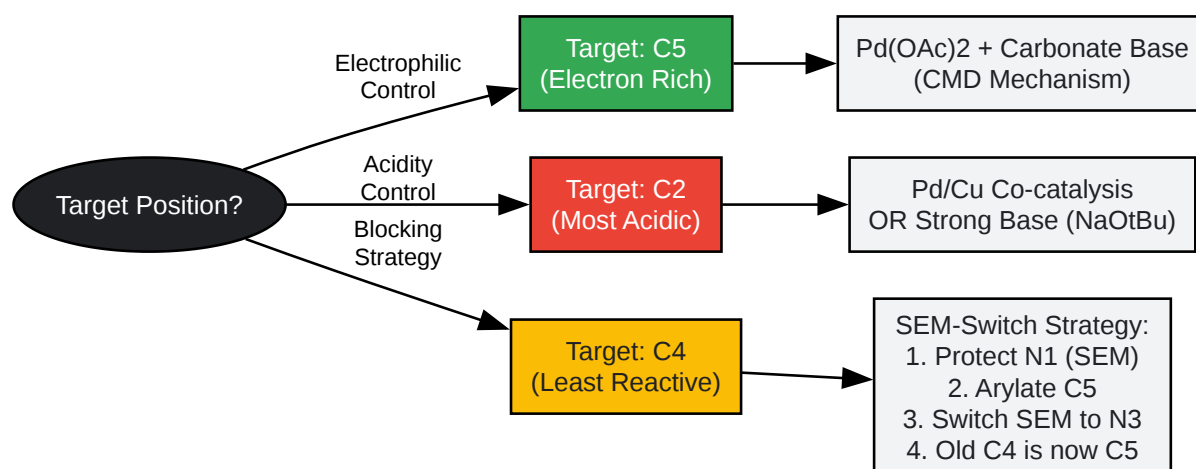 Target Position?
Electrophilic
Control
Target: C5
(Electron Rich)
Pd(OAc)2 + Carbonate Base
(CMD Mechanism)
Acidity
Control
Target: C2
(Most Acidic)
Pd/Cu Co-catalysis
OR Strong Base (NaOtBu)
Blocking
Strategy
Target: C4
(Least Reactive)
SEM-Switch Strategy:
1. Protect N1 (SEM)
2. Arylate C5
3. Switch SEM to N3
4. Old C4 is now C5